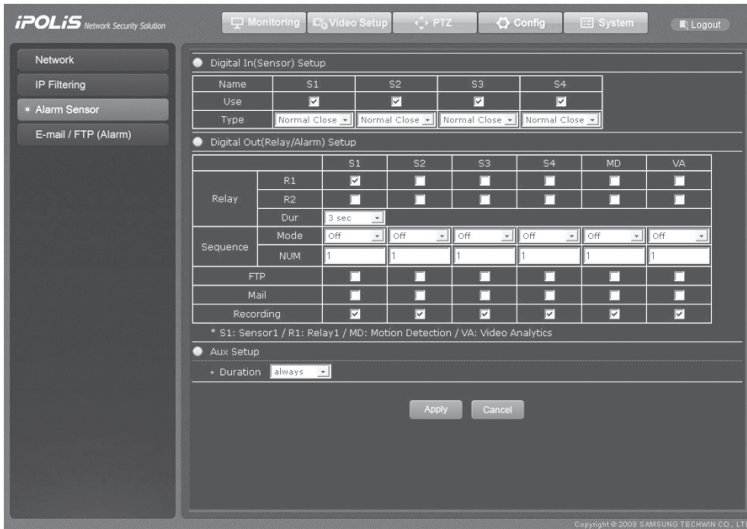 iPOLiS Network Security Solution
Monitoring Video Setup PTZ Config System Logout
Network
IP Filtering
Alarm Sensor
E-mail / FTP (Alarm)
Digital In(Sensor) Setup
Name S1 S2 S3 S4
Use
Type Normal Close Normal Close Normal Close Normal Close
Digital Out(Relay/Alarm) Setup
S1 S2 S3 S4 MD VA
Relay
R1
R2
Dur 3 sec
Sequence
Mode Off Off Off Off Off Off
NUM 1 1 1 1 1 1
FTP
Mail
Recording
* S1: Sensor1 / R1: Relay1 / MD: Motion Detection / VA: Video Analytics
Aux Setup
Duration always
Apply Cancel
Copyright © 2009 SAMSUNG TECHWIN CO., LT